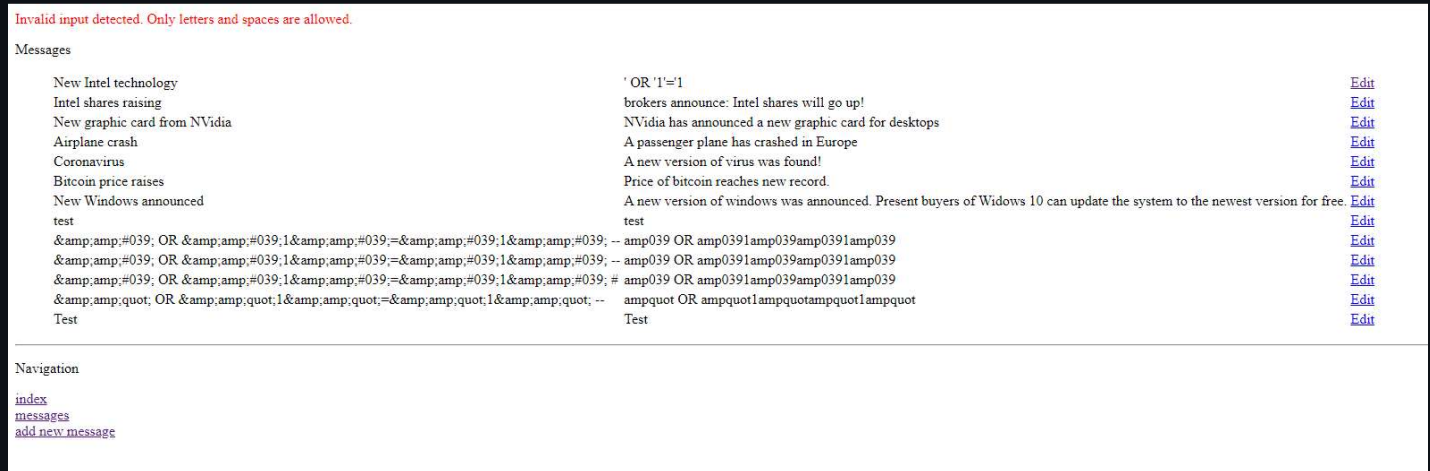 Invalid input detected. Only letters and spaces are allowed.
Messages
New Intel technology ' OR '1'='1 Edit
Intel shares raising brokers announce: Intel shares will go up! Edit
New graphic card from NVidia NVidia has announced a new graphic card for desktops Edit
Airplane crash A passenger plane has crashed in Europe Edit
Coronavirus A new version of virus was found! Edit
Bitcoin price raises Price of bitcoin reaches new record. Edit
New Windows announced A new version of windows was announced. Present buyers of Widows 10 can update the system to the newest version for free. Edit
test test Edit
&amp;amp;#039; OR &amp;amp;#039;1&amp;amp;#039;=&amp;amp;#039;1&amp;amp;#039; -- amp039 OR amp0391amp039amp0391amp039 Edit
&amp;amp;#039; OR &amp;amp;#039;1&amp;amp;#039;=&amp;amp;#039;1&amp;amp;#039; -- amp039 OR amp0391amp039amp0391amp039 Edit
&amp;amp;#039; OR &amp;amp;#039;1&amp;amp;#039;=&amp;amp;#039;1&amp;amp;#039; # amp039 OR amp0391amp039amp0391amp039 Edit
&amp;amp;quot; OR &amp;amp;quot;1&amp;amp;quot;=&amp;amp;quot;1&amp;amp;quot; -- ampquot OR ampquot1ampquotampquot1ampquot Edit
Test Test Edit
Navigation
index
messages
add new message